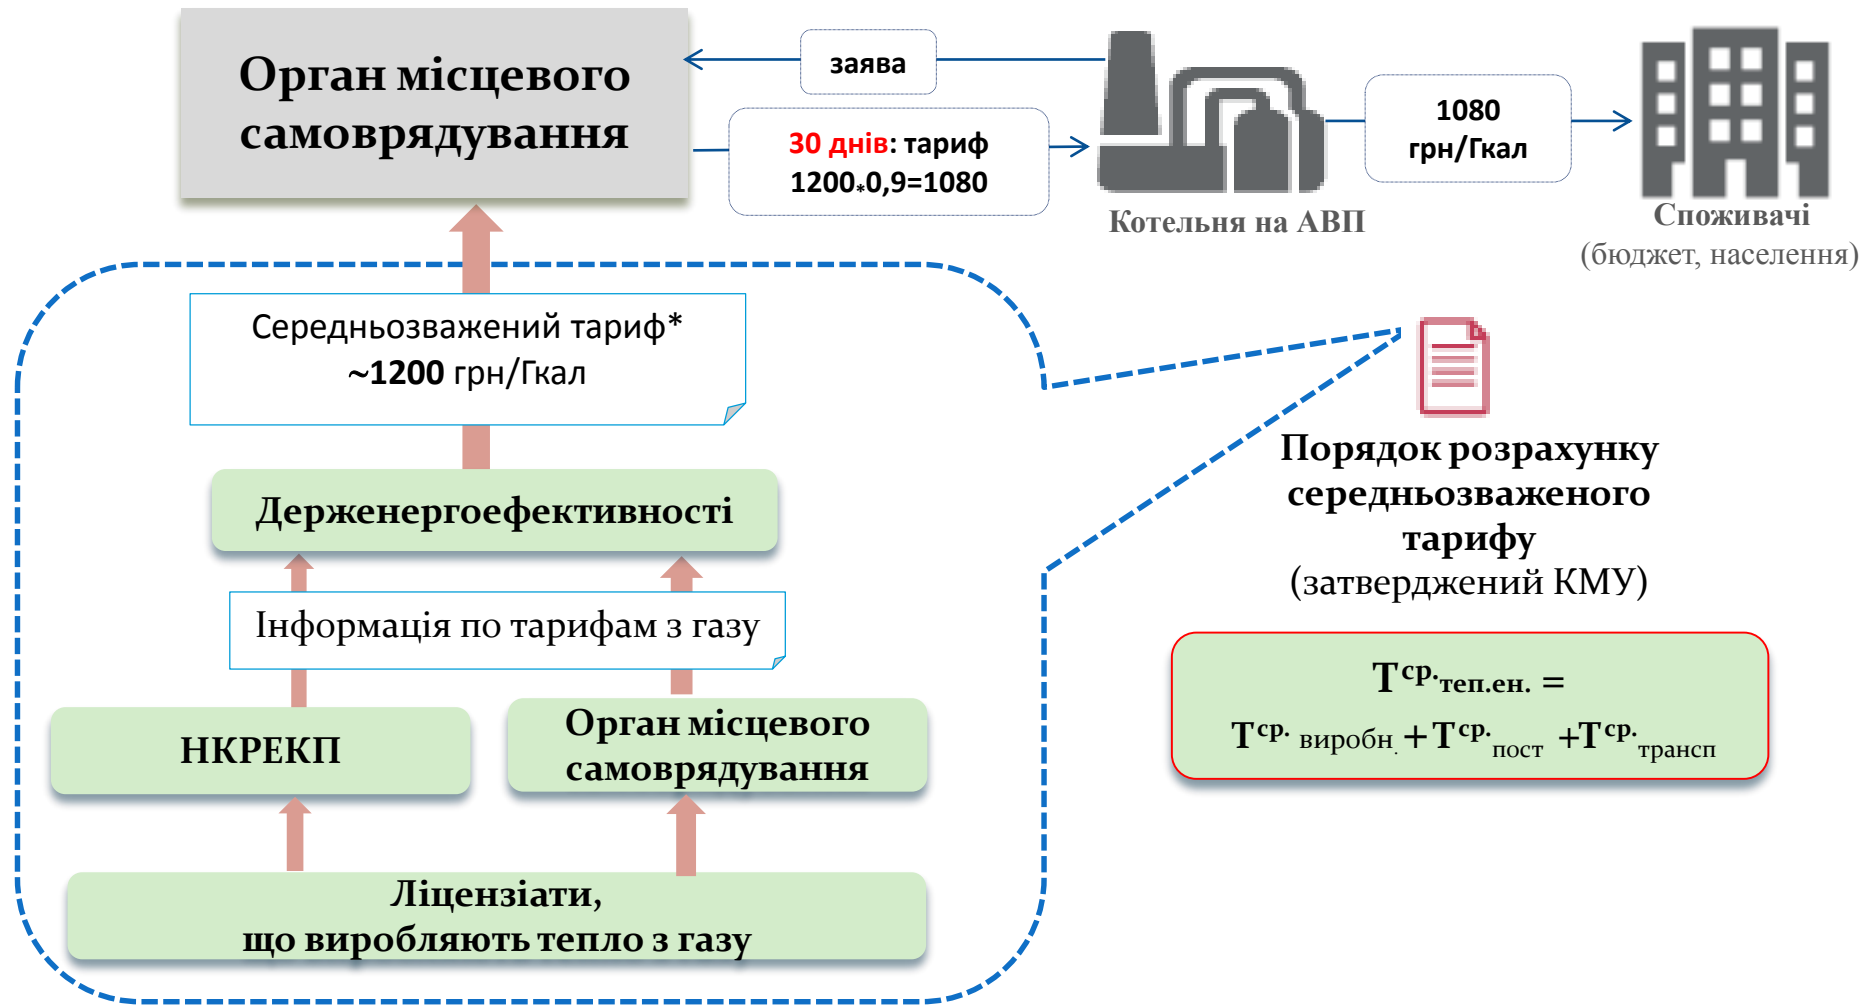 Орган місцевого
самоврядування
заява
30 днів: тариф
1200*0,9=1080
1080
грн/Гкал
Котельня на АВП
Споживачі
(бюджет, населення)
Середньозважений тариф*
~1200 грн/Гкал
Держенергоефективності
Інформація по тарифам з газу
НКРЕКП
Орган місцевого
самоврядування
Ліцензіати,
що виробляють тепло з газу
Порядок розрахунку
середньозваженого
тарифу
(затверджений КМУ)
Тср.теп.ен. =
Тср. виробн. + Тср.пост +Тср.трансп